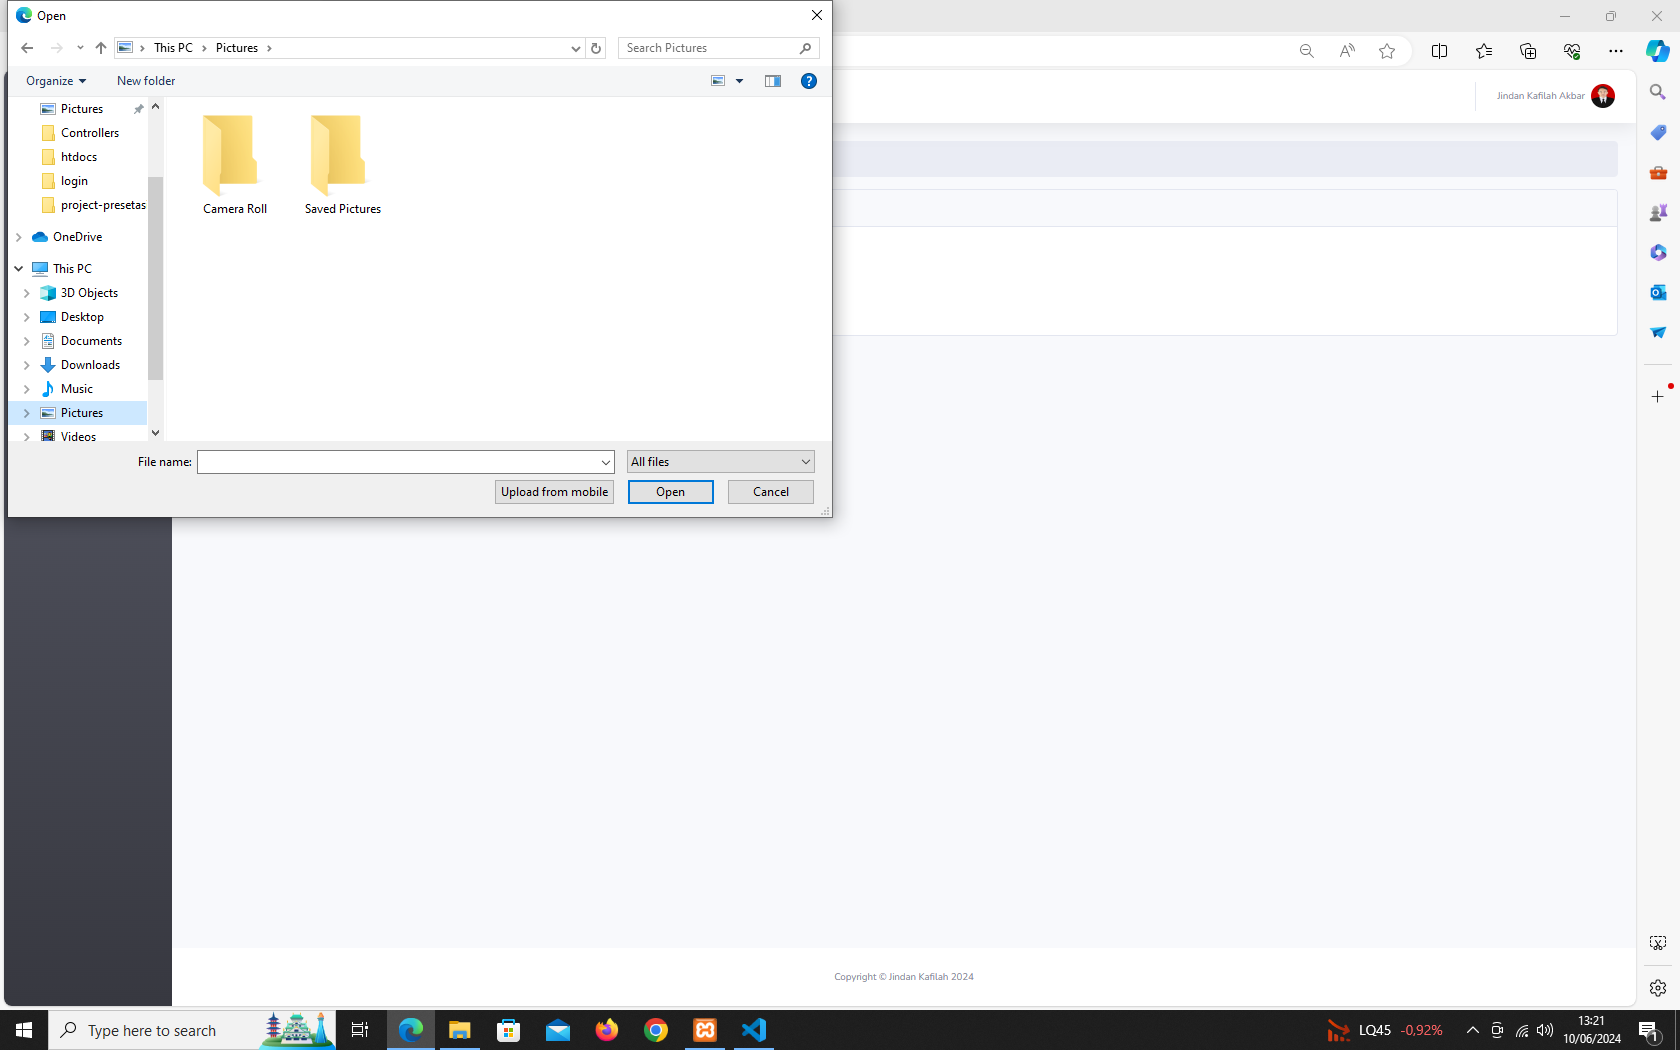 Open
This PC
Pictures
Search Pictures
Organize
New folder
Jindan Kafilah Akbar
Pictures
Controllers
htdocs
login
project-presetas
OneDrive
This PC
3D Objects
Desktop
Documents
Downloads
Music
Pictures
Videos
Camera Roll
Saved Pictures
File name:
All files
Upload from mobile
Open
Cancel
Copyright © Jindan Kafilah 2024
Type here to search
LQ45 -0,92%
13:21
10/06/2024
1